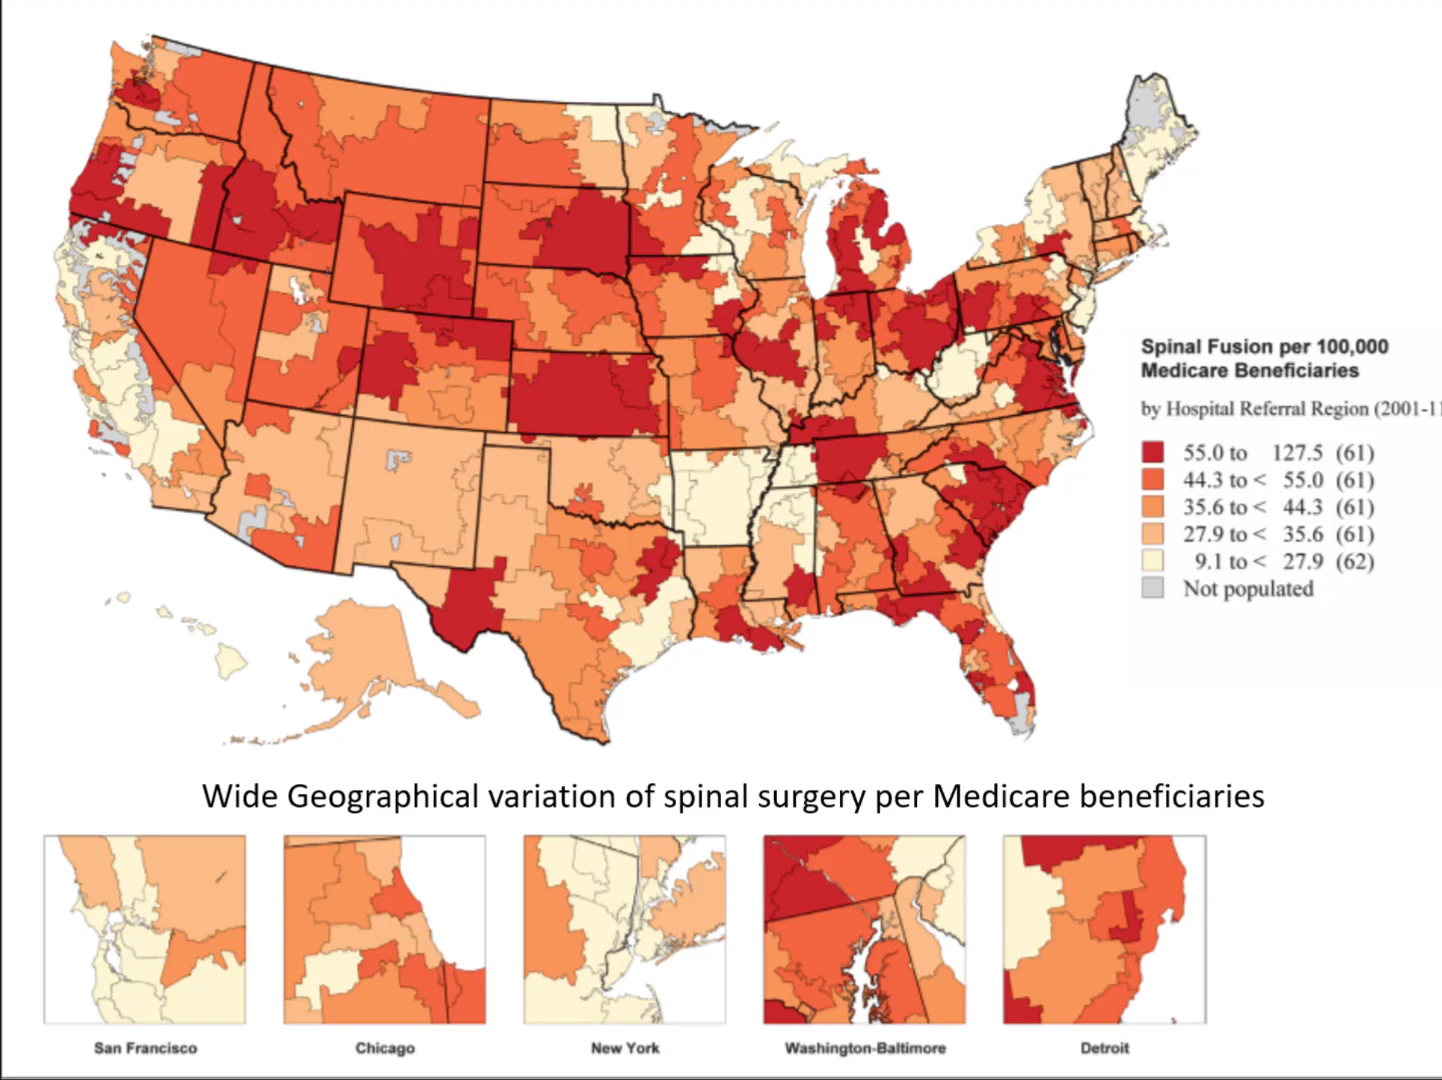 Spinal Fusion per 100,000
Medicare Beneficiaries
by Hospital Referral Region (2001-11
55.0 to 127.5 (61)
44.3 to < 55.0 (61)
35.6 to < 44.3 (61)
27.9 to < 35.6 (61)
9.1 to < 27.9 (62)
Not populated
Wide Geographical variation of spinal surgery per Medicare beneficiaries
San Francisco
Chicago
New York
Washington-Baltimore
Detroit